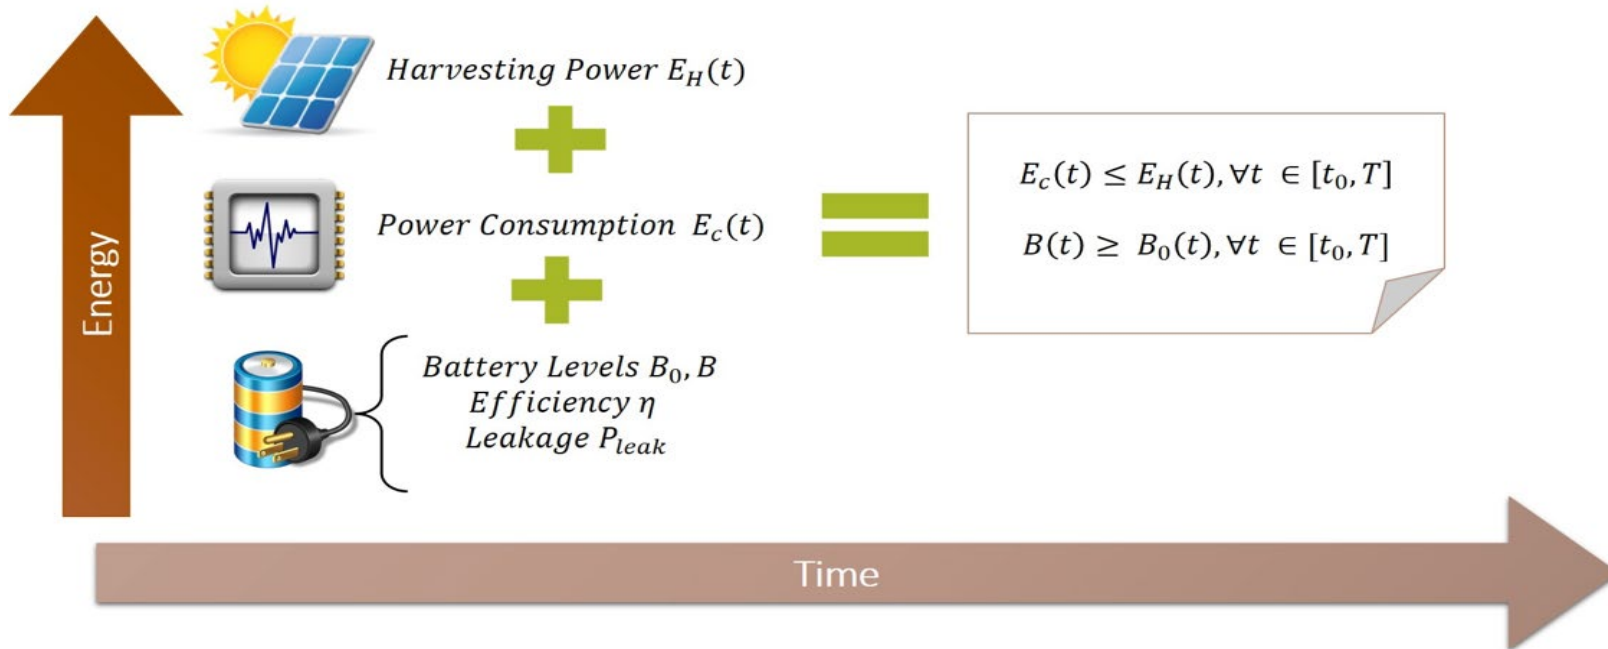 Harvesting Power E_H(t)
Power Consumption E_c(t)
Battery Levels B_0, B
Efficiency η
Leakage P_leak
E_c(t) ≤ E_H(t), ∀t ∈ [t_0, T]
B(t) ≥ B_0(t), ∀t ∈ [t_0, T]
Energy
Time